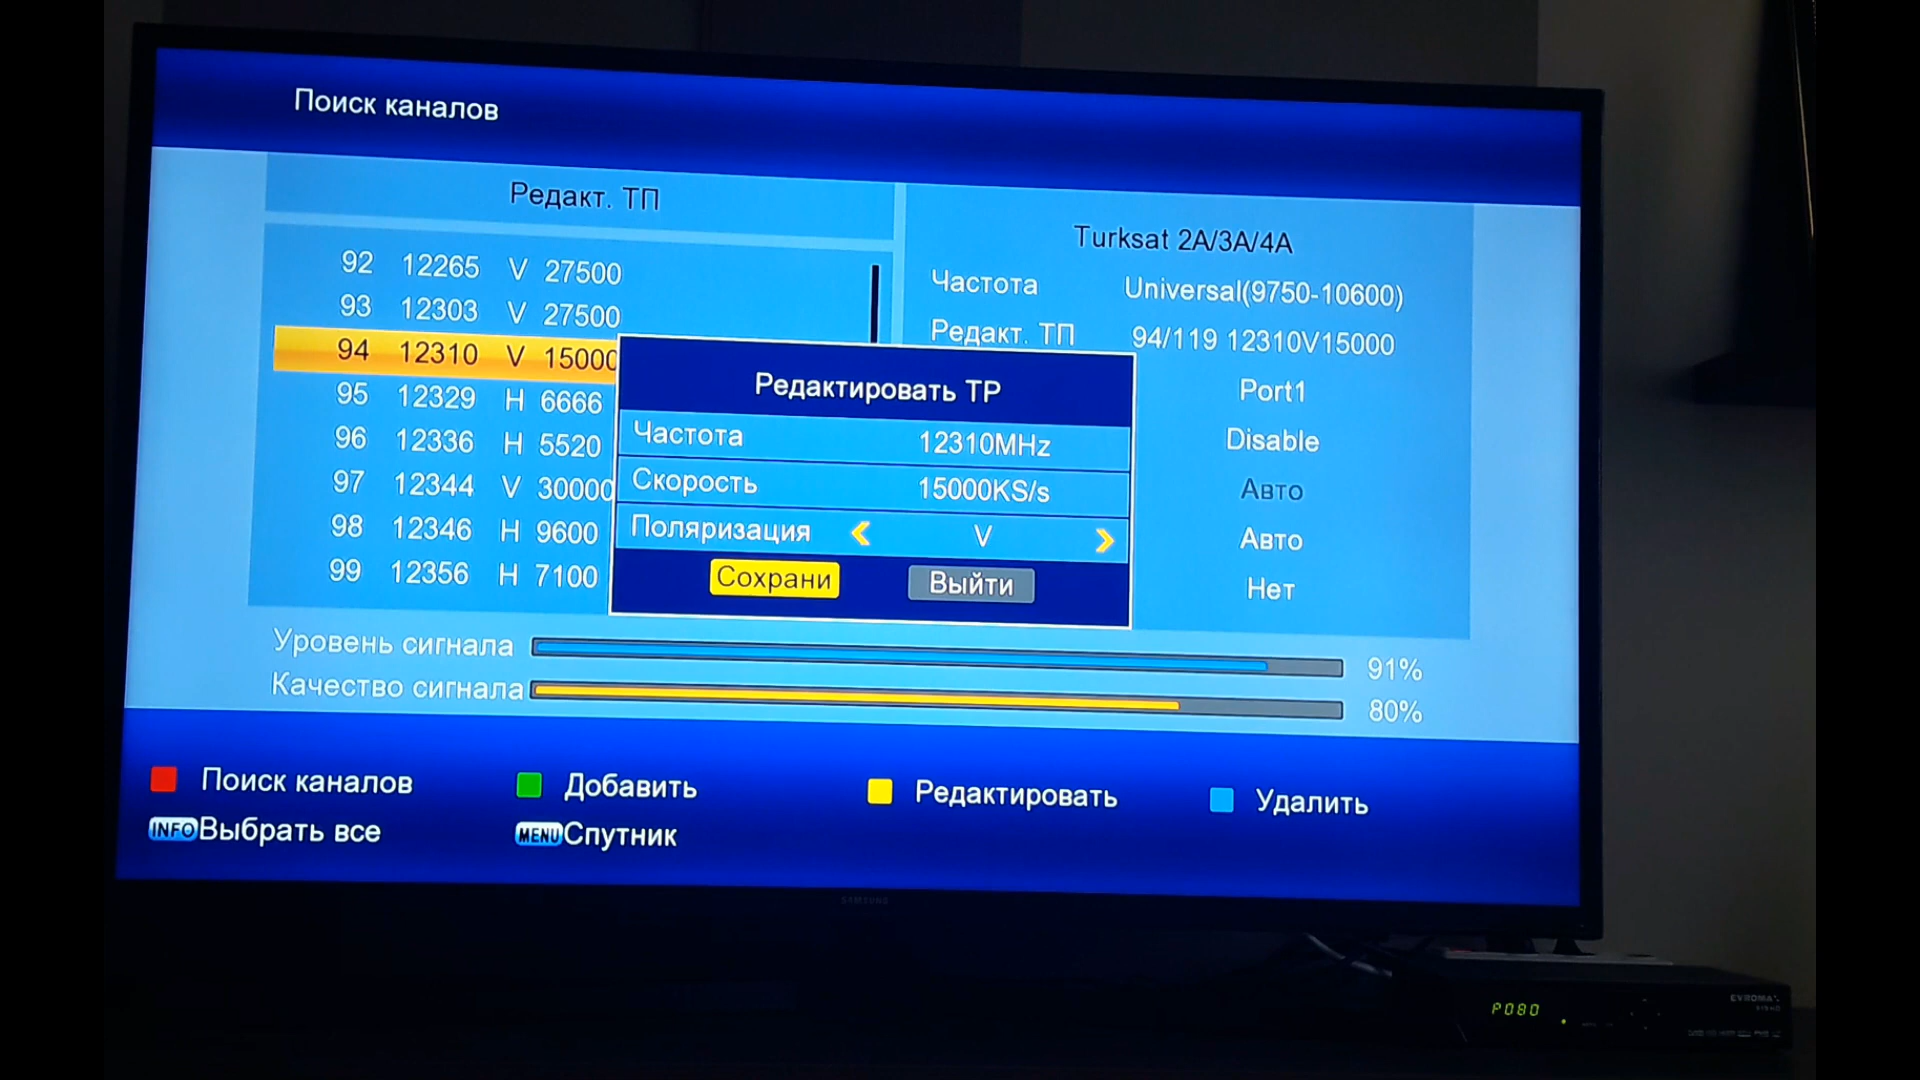 Поиск каналов
Редакт. ТП
92 12265 V 27500
93 12303 V 27500
94 12310 V 15000
95 12329 H 6666
96 12336 H 5520
97 12344 V 30000
98 12346 H 9600
99 12356 H 7100
Turksat 2A/3A/4A
Частота Universal(9750-10600)
Редакт. ТП 94/119 12310V15000
Port1
Disable
Авто
Авто
Нет
Редактировать TP
Частота 12310MHz
Скорость 15000KS/s
Поляризация V
Сохрани Выйти
Уровень сигнала 91%
Качество сигнала 80%
Поиск каналов Добавить Редактировать Удалить
INFO Выбрать все MENU Спутник
SAMSUNG
P080